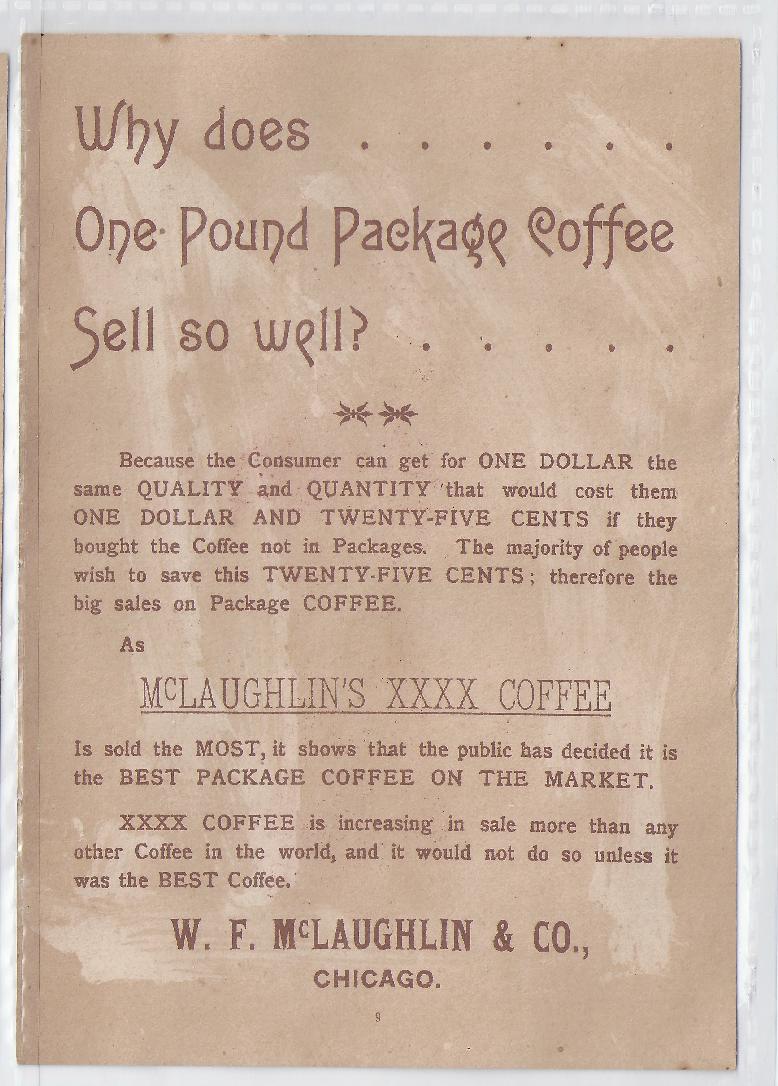 Why does . . . . . .
One Pound Package Coffee
Sell so well? . . . . .
Because the Consumer can get for ONE DOLLAR the
same QUALITY and QUANTITY that would cost them
ONE DOLLAR AND TWENTY-FIVE CENTS if they
bought the Coffee not in Packages. The majority of people
wish to save this TWENTY-FIVE CENTS; therefore the
big sales on Package COFFEE.
As
McLAUGHLIN'S XXXX COFFEE
Is sold the MOST, it shows that the public has decided it is
the BEST PACKAGE COFFEE ON THE MARKET.
XXXX COFFEE is increasing in sale more than any
other Coffee in the world, and it would not do so unless it
was the BEST Coffee.
W. F. McLAUGHLIN & CO.,
CHICAGO.
9